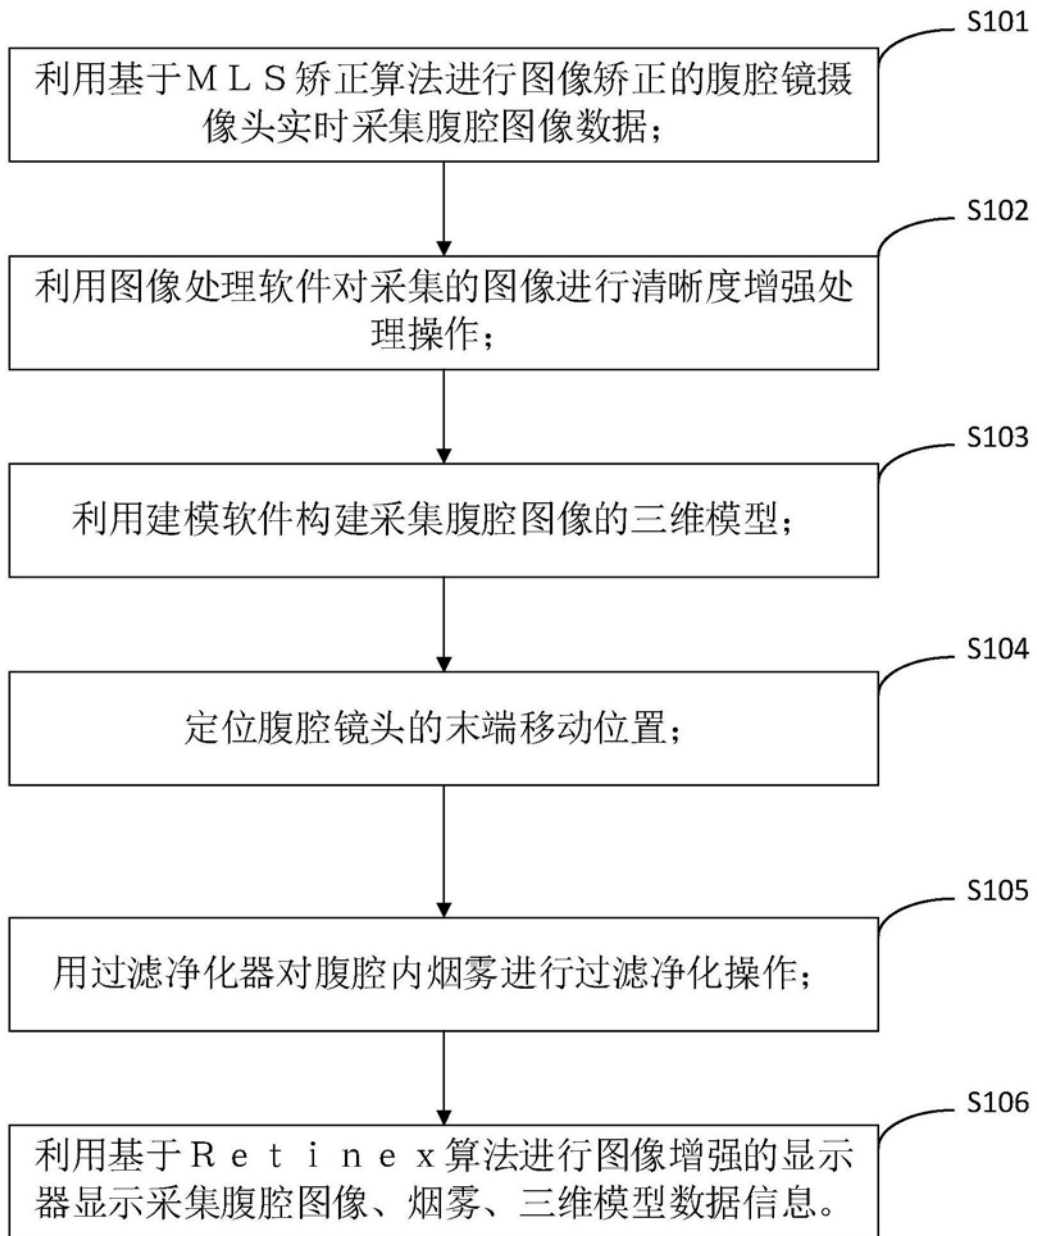 S101
利用基于MLS矫正算法进行图像矫正的腹腔镜摄
像头实时采集腹腔图像数据;
S102
利用图像处理软件对采集的图像进行清晰度增强处
理操作;
S103
利用建模软件构建采集腹腔图像的三维模型;
S104
定位腹腔镜头的末端移动位置;
S105
用过滤净化器对腹腔内烟雾进行过滤净化操作;
S106
利用基于Retinex算法进行图像增强的显示
器显示采集腹腔图像、烟雾、三维模型数据信息。